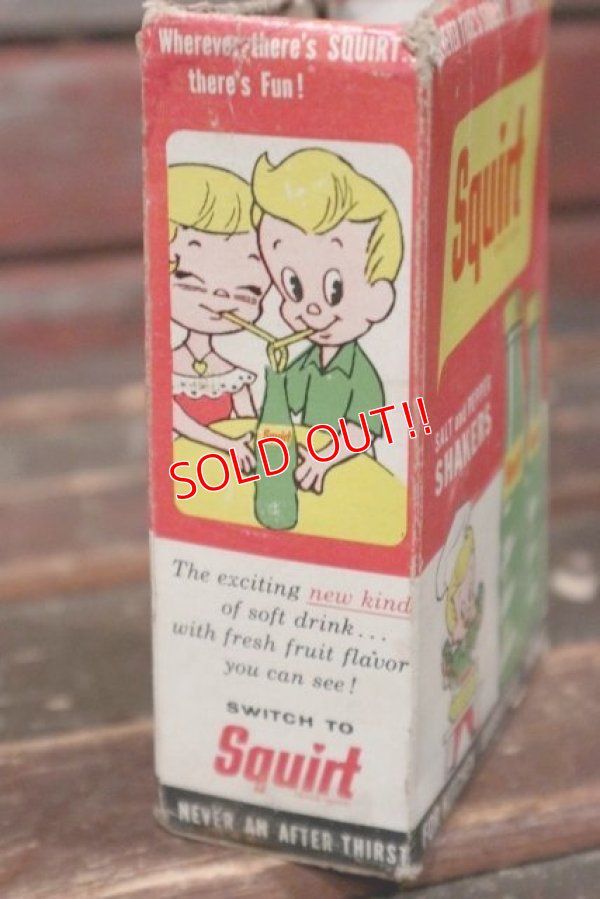 Wherever there's SQUIRT..
there's Fun!
Squirt
SOLD OUT!!
The exciting new kind
of soft drink...
with fresh fruit flavor
you can see!
SWITCH TO
Squirt
NEVER AN AFTER-THIRST
Squirt
SALT and PEPPER
SHAKERS